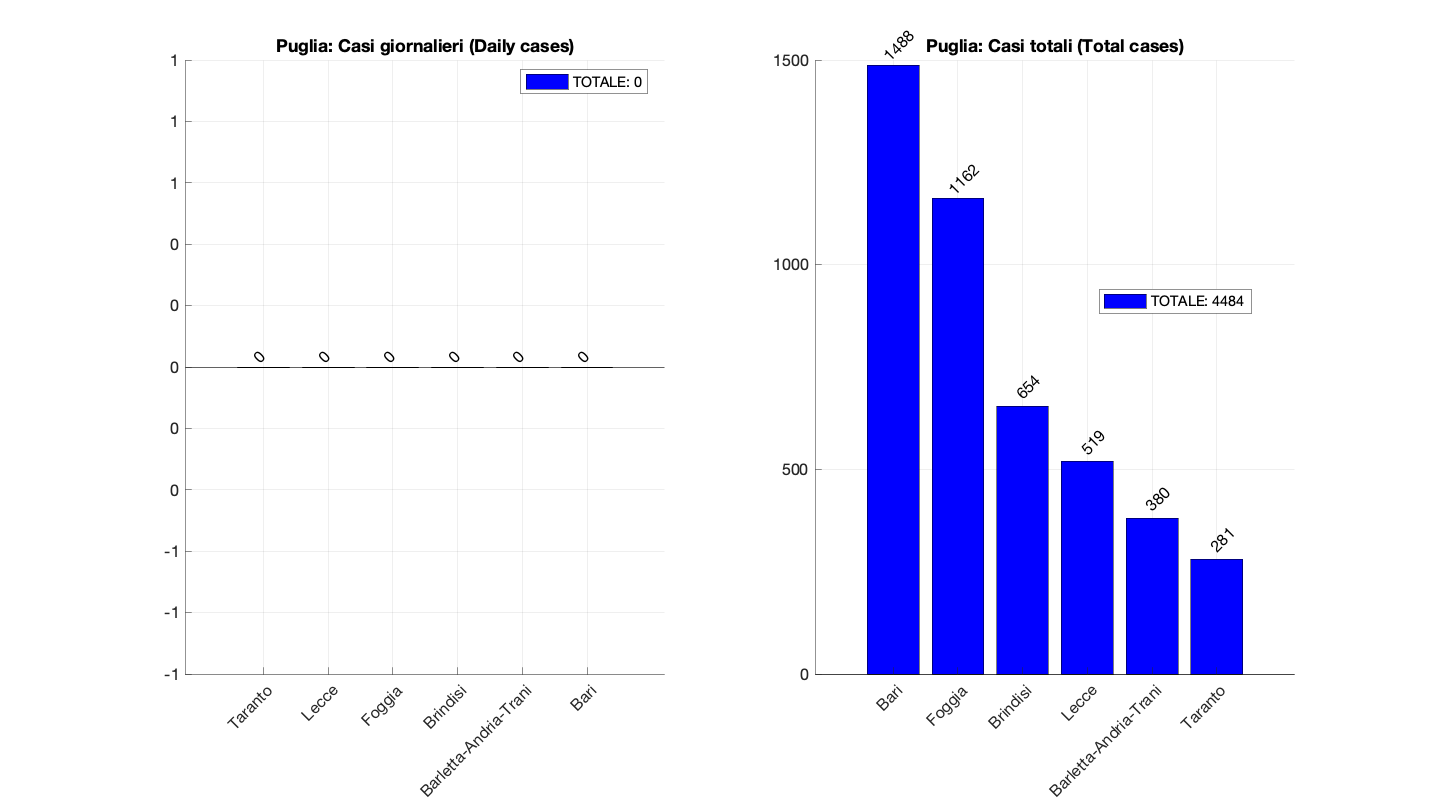 Puglia: Casi giornalieri (Daily cases)
TOTALE: 0
1
1
1
0
0
0
0
0
-1
-1
-1
0
0
0
0
0
0
Taranto
Lecce
Foggia
Brindisi
Barletta-Andria-Trani
Bari
Puglia: Casi totali (Total cases)
TOTALE: 4484
1500
1000
500
0
1488
1162
654
519
380
281
Bari
Foggia
Brindisi
Lecce
Barletta-Andria-Trani
Taranto